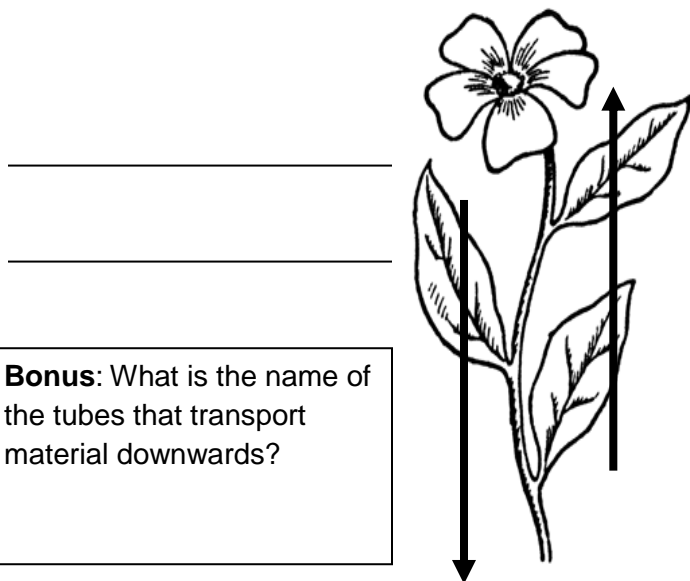 Bonus: What is the name of
the tubes that transport
material downwards?